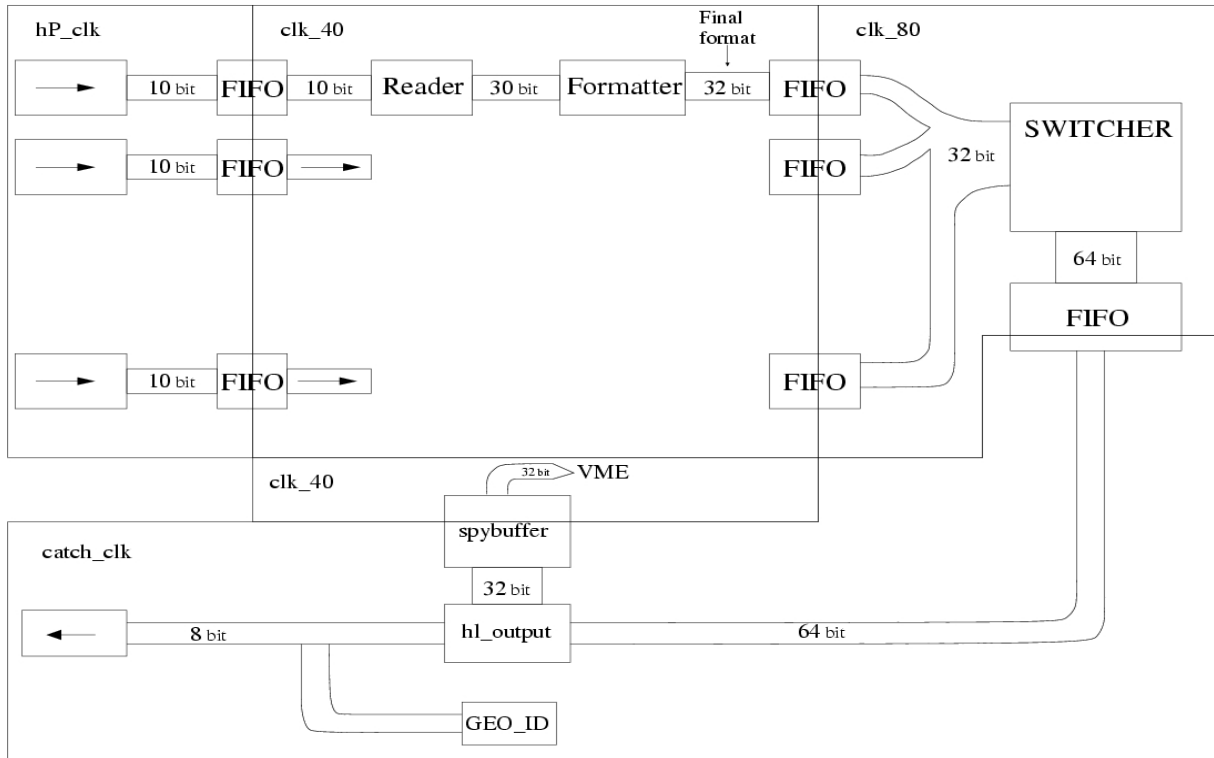 hP_clk
clk_40
Final
format
clk_80
10 bit
FIFO
10 bit
Reader
30 bit
Formatter
32 bit
FIFO
SWITCHER
10 bit
FIFO
FIFO
32 bit
64 bit
FIFO
10 bit
FIFO
FIFO
clk_40
32 bit
VME
spybuffer
catch_clk
32 bit
8 bit
hl_output
64 bit
GEO_ID